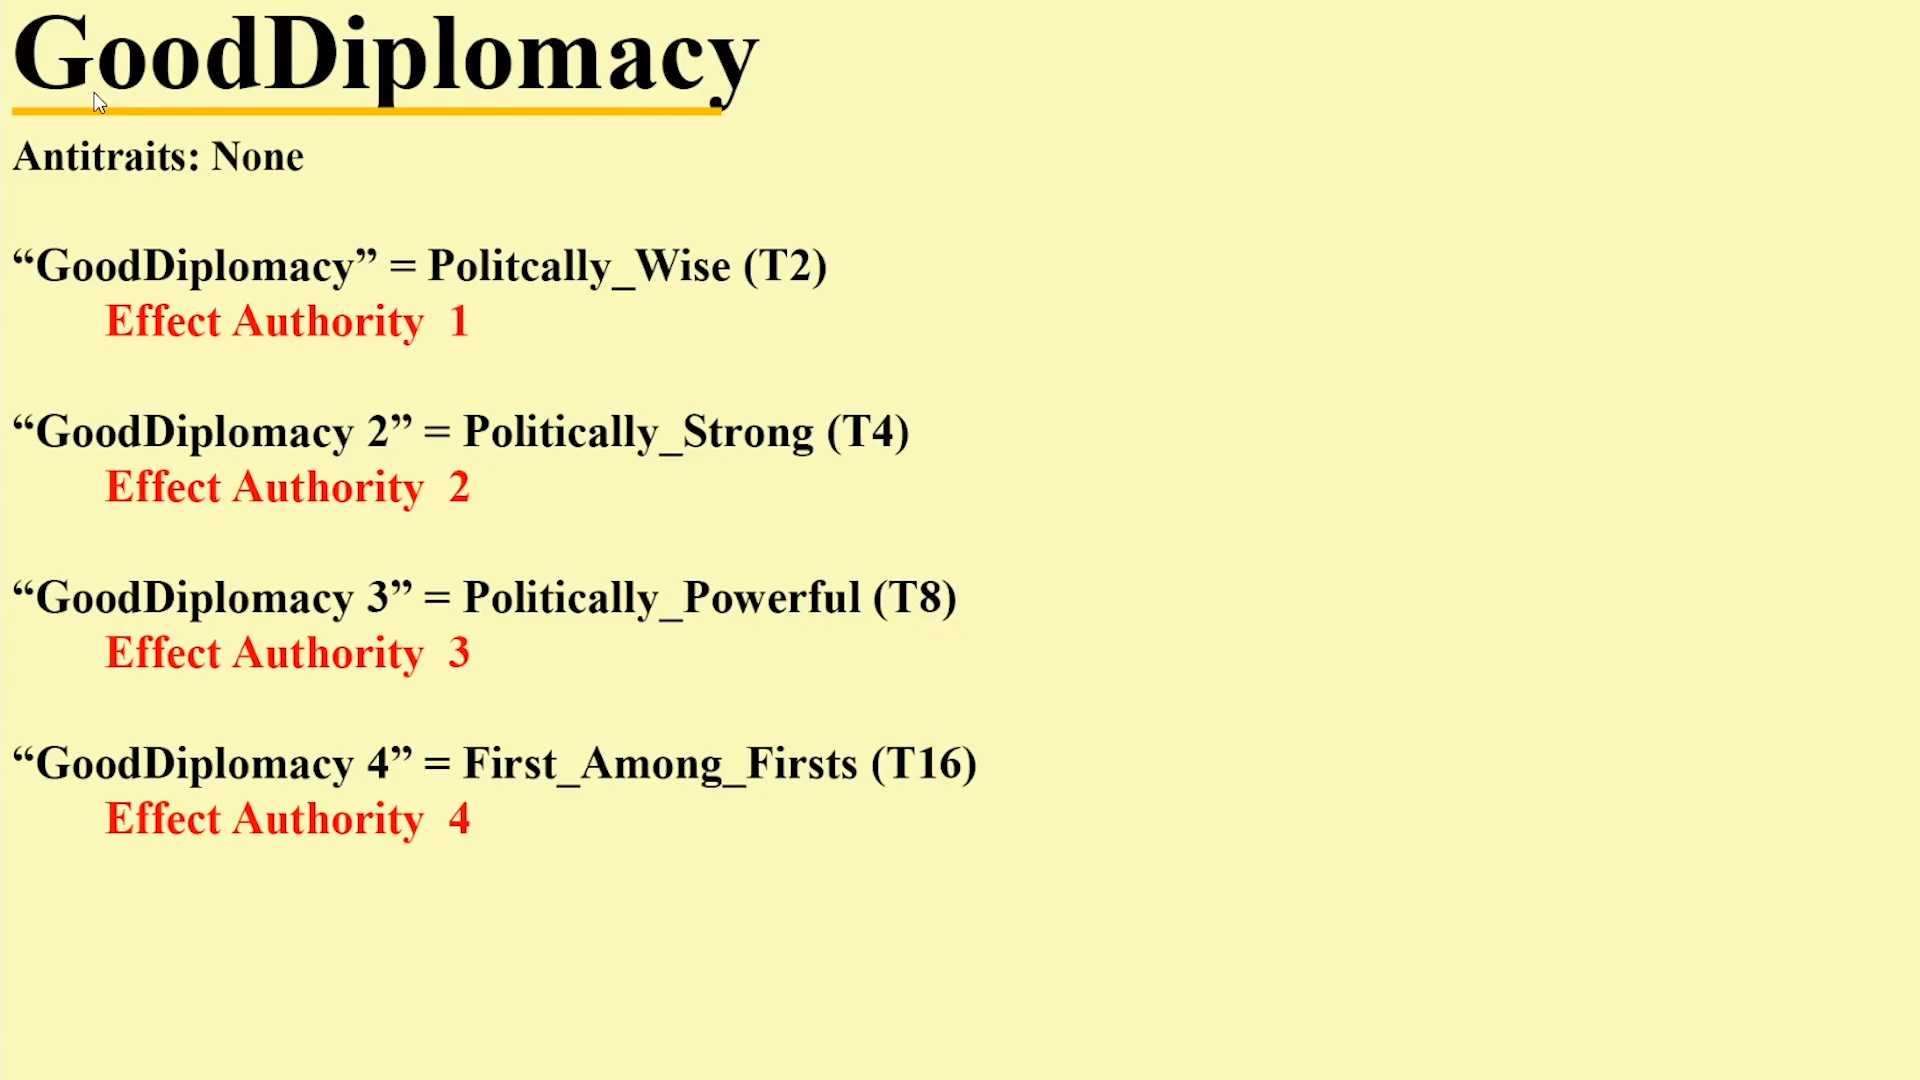 GoodDiplomacy
Antitraits: None
“GoodDiplomacy” = Politcally_Wise (T2)
Effect Authority 1
“GoodDiplomacy 2” = Politically_Strong (T4)
Effect Authority 2
“GoodDiplomacy 3” = Politically_Powerful (T8)
Effect Authority 3
“GoodDiplomacy 4” = First_Among_Firsts (T16)
Effect Authority 4